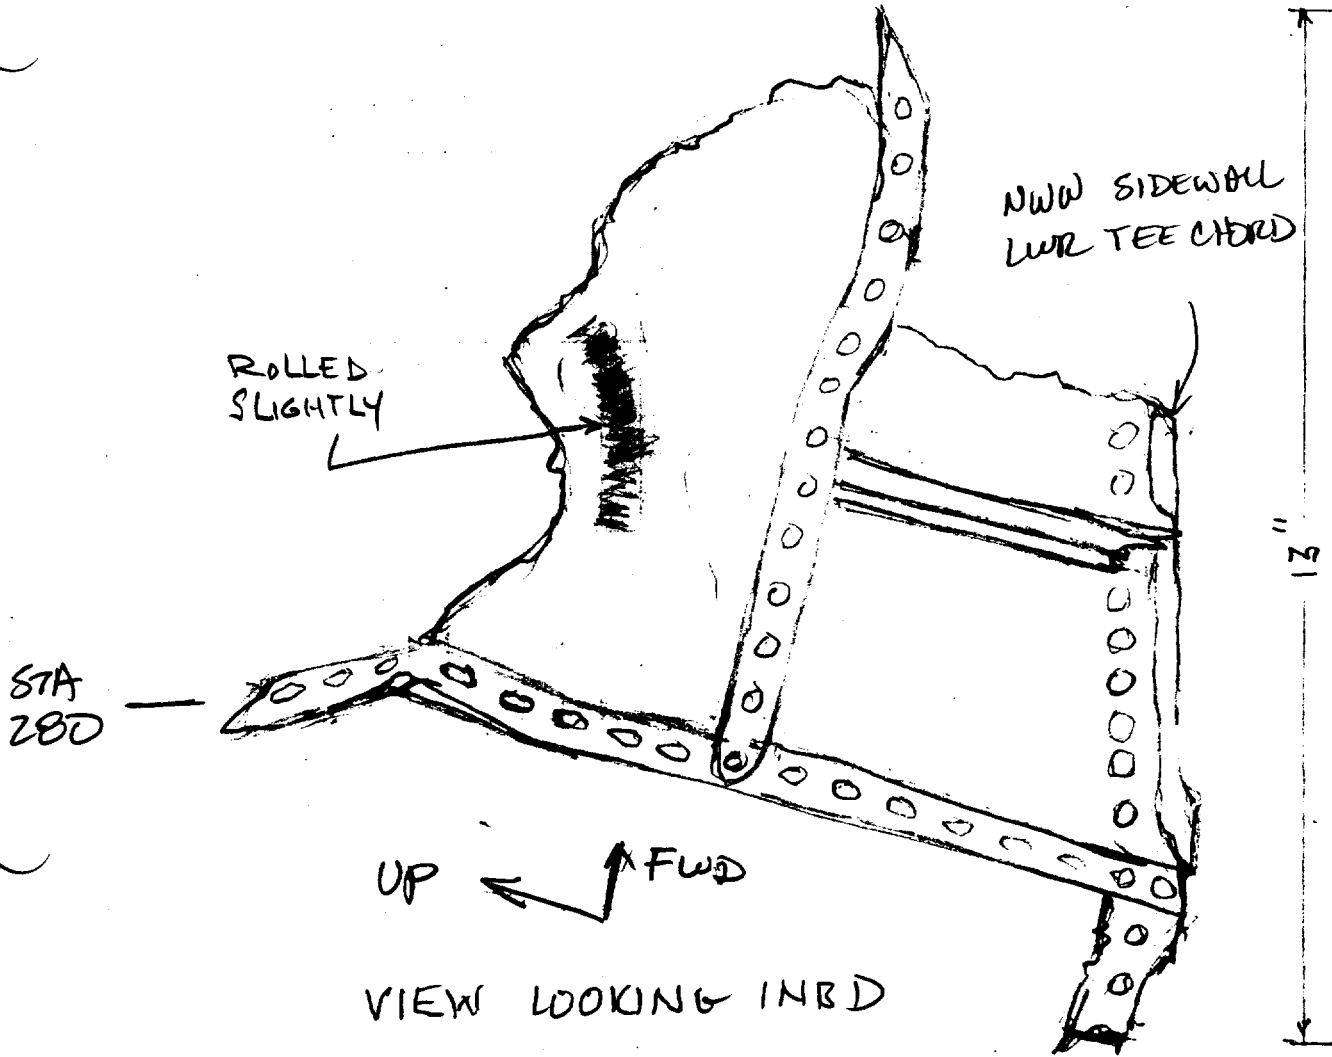 NWW SIDEWALL
LWR TEE CHORD
ROLLED
SLIGHTLY
13"
STA
280
UP
FWD
VIEW LOOKING INBD